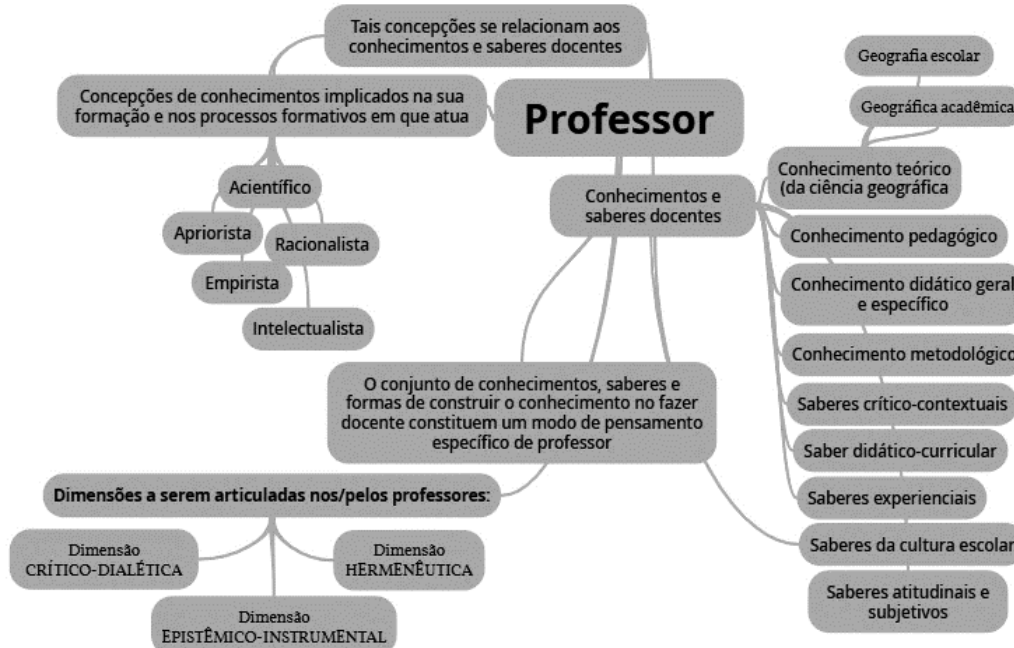 Tais concepções se relacionam aos
conhecimentos e saberes docentes
Concepções de conhecimentos implicados na sua
formação e nos processos formativos em que atua
Professor
Acientífico
Apriorista
Racionalista
Empirista
Intelectualista
Geografia escolar
Geográfica acadêmica
Conhecimentos e
saberes docentes
Conhecimento teórico
(da ciência geográfica
Conhecimento pedagógico
Conhecimento didático geral
e específico
Conhecimento metodológico
Saberes crítico-contextuais
Saber didático-curricular
Saberes experienciais
Saberes da cultura escolar
Saberes atitudinais e
subjetivos
O conjunto de conhecimentos, saberes e
formas de construir o conhecimento no fazer
docente constituem um modo de pensamento
específico de professor
Dimensões a serem articuladas nos/pelos professores:
Dimensão
CRÍTICO-DIALÉTICA
Dimensão
HERMENÊUTICA
Dimensão
EPISTÊMICO-INSTRUMENTAL